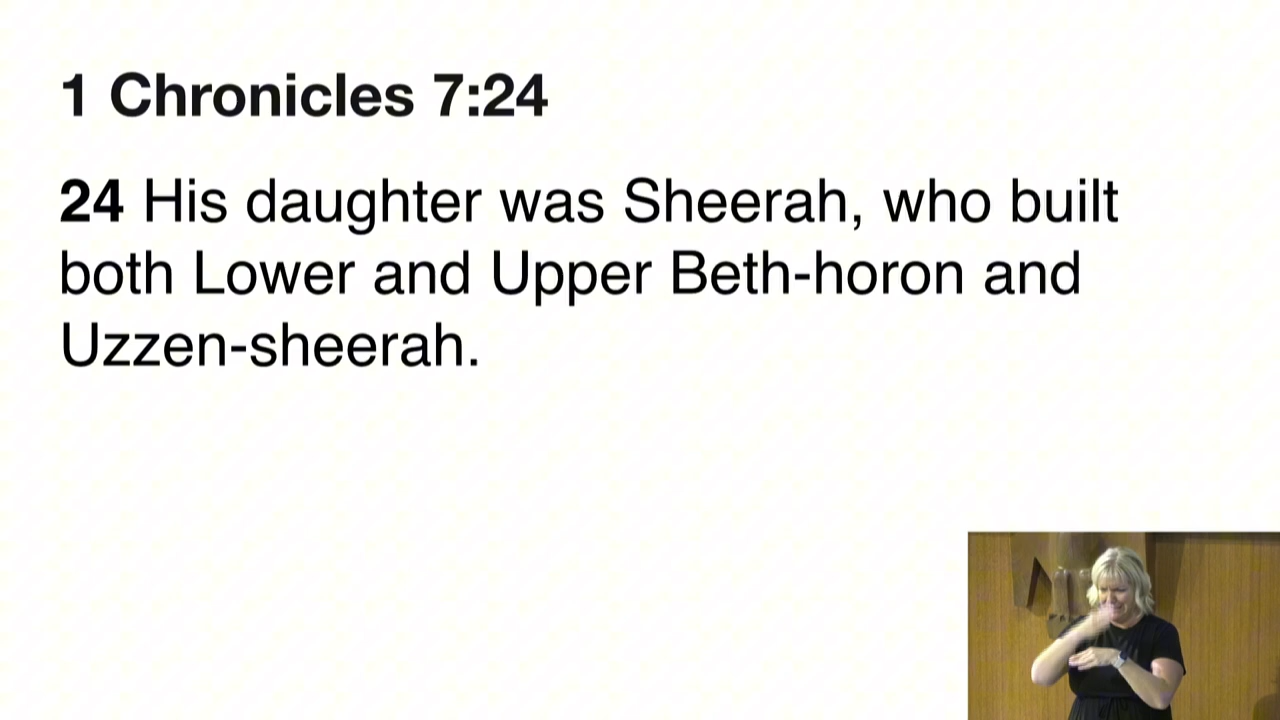 1 Chronicles 7:24
24 His daughter was Sheerah, who built
both Lower and Upper Beth-horon and
Uzzen-sheerah.